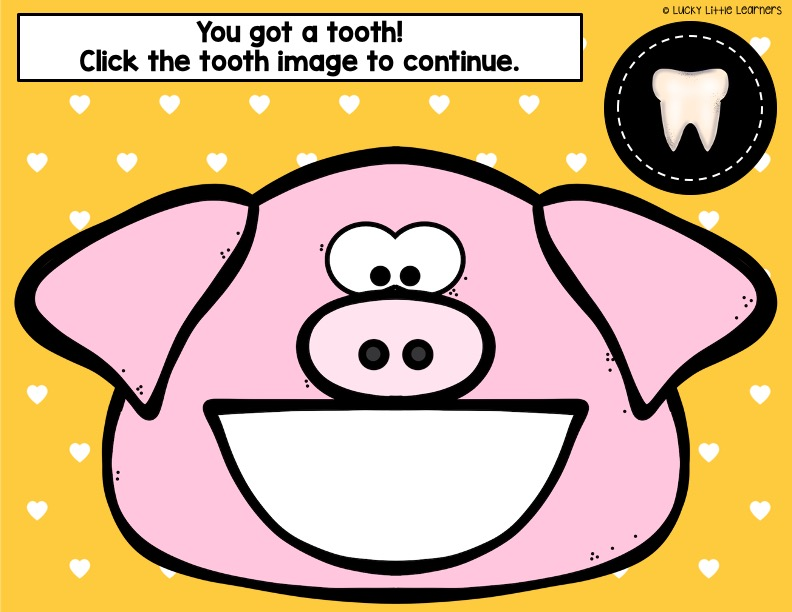 © Lucky Little Learners
You got a tooth!
Click the tooth image to continue.